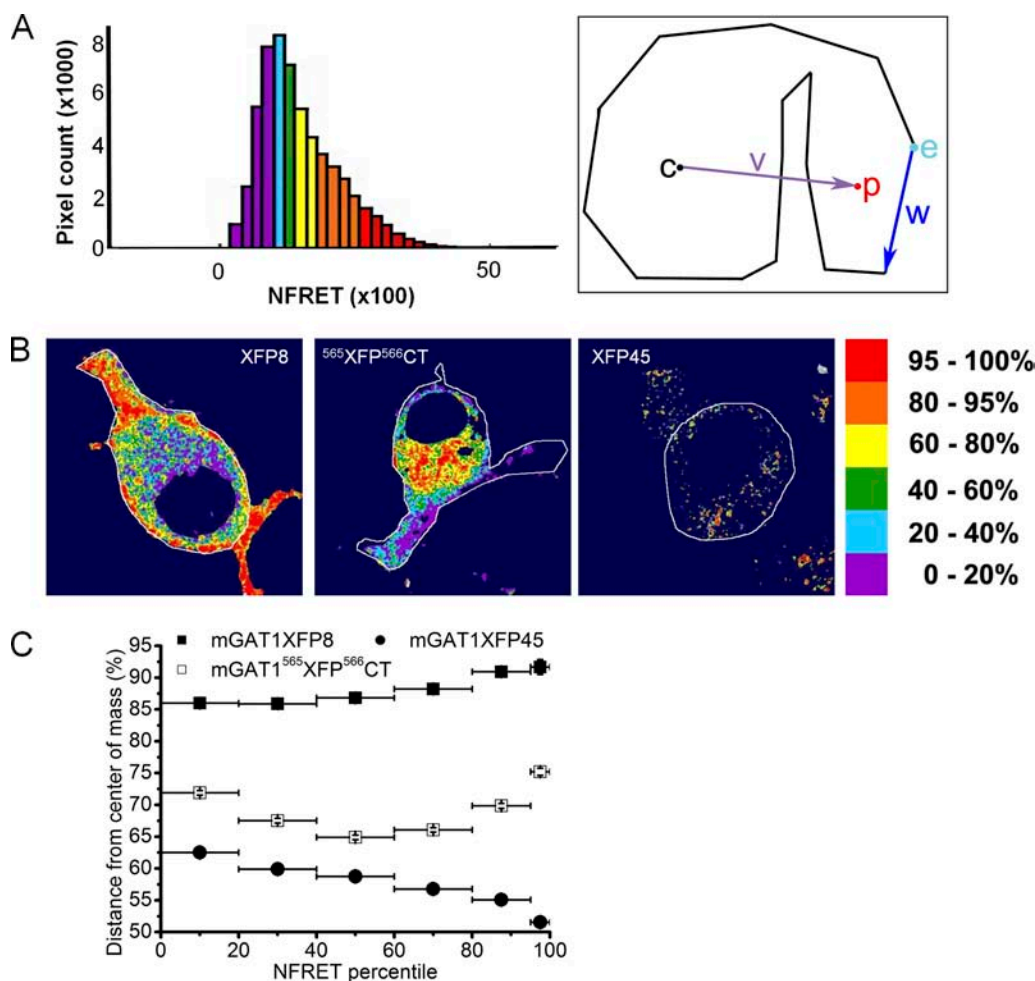 A
Pixel count (x1000)
8
6
4
2
0
0
50
NFRET (x100)
c
v
p
e
w
B
XFP8
⁵⁶⁵XFP⁵⁶⁶CT
XFP45
95 - 100%
80 - 95%
60 - 80%
40 - 60%
20 - 40%
0 - 20%
C
■ mGAT1XFP8 ● mGAT1XFP45
□ mGAT1⁵⁶⁵XFP⁵⁶⁶CT
Distance from center of mass (%)
95
90
85
80
75
70
65
60
55
50
0 20 40 60 80 100
NFRET percentile